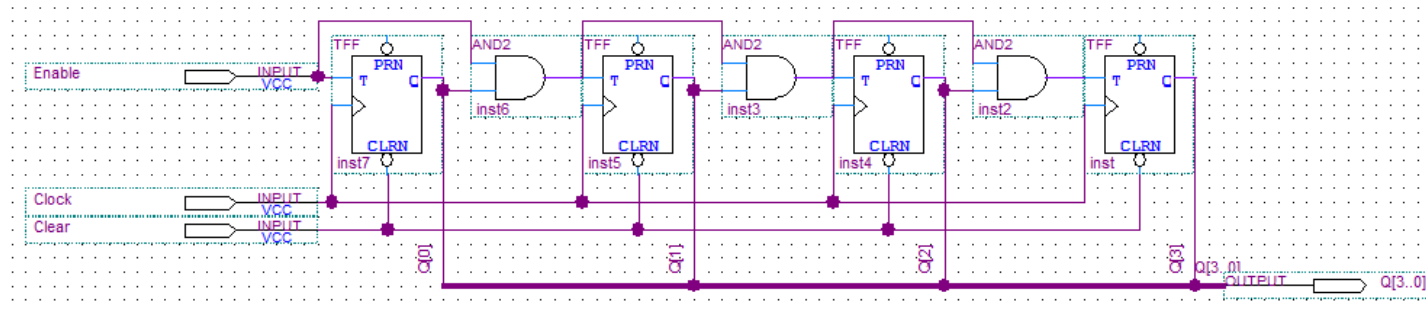 TFF AND2 TFF AND2 TFF AND2 TFF
PRN PRN PRN PRN
Enable INPUT VCC
T Q T Q T Q T Q
inst6 inst3 inst2
CLRN CLRN CLRN CLRN
inst7 inst5 inst4 inst
Clock INPUT VCC
Clear INPUT VCC
Q[0] Q[1] Q[2] Q[3]
Q[3..0]
OUTPUT Q[3..0]